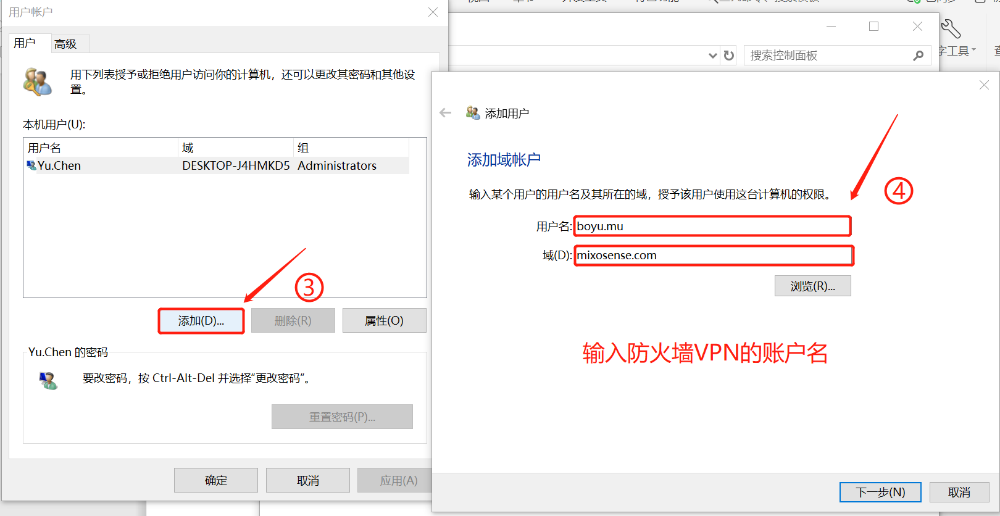 用户帐户
用户
高级
用下列表授予或拒绝用户访问你的计算机，还可以更改其密码和其他设
置。
本机用户(U):
用户名 域 组
Yu.Chen DESKTOP-J4HMKD5 Administrators
③
添加(D)... 删除(R) 属性(O)
Yu.Chen 的密码
要改密码，按 Ctrl-Alt-Del 并选择“更改密码”。
重置密码(P)...
确定 取消 应用(A)
搜索控制面板
字工具
添加用户
添加域帐户
输入某个用户的用户名及其所在的域，授予该用户使用这台计算机的权限。
④
用户名: boyu.mu
域(D): mixosense.com
浏览(R)...
输入防火墙VPN的账户名
下一步(N) 取消